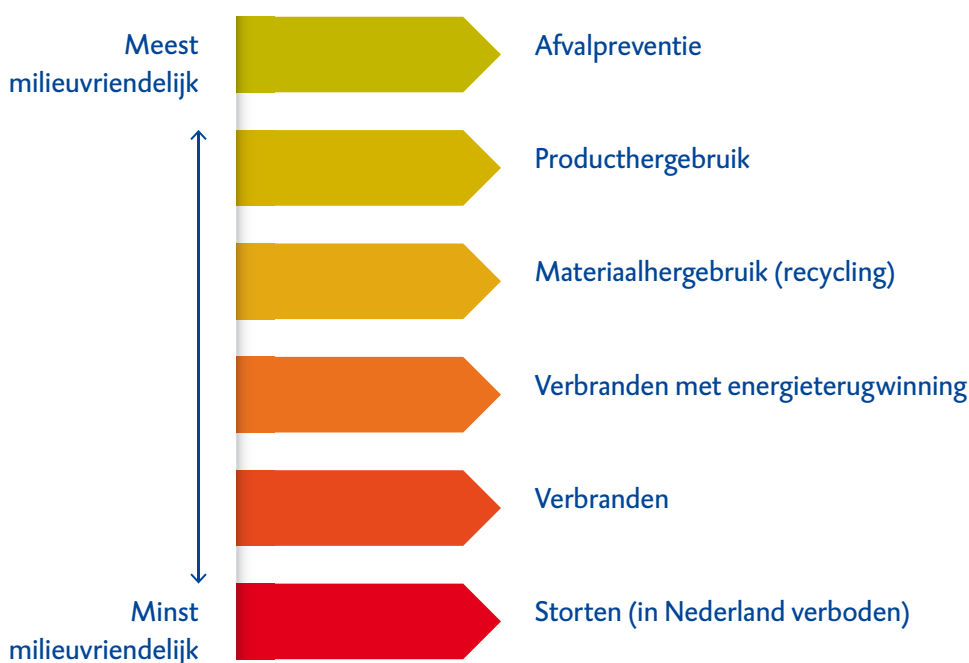 Meest
milieuvriendelijk
Afvalpreventie
Producthergebruik
Materiaalhergebruik (recycling)
Verbranden met energieterugwinning
Verbranden
Minst
milieuvriendelijk
Storten (in Nederland verboden)